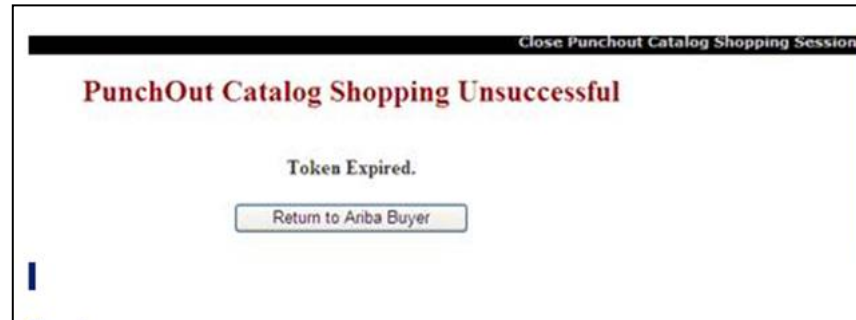 Close Punchout Catalog Shopping Session
PunchOut Catalog Shopping Unsuccessful
Token Expired.
Return to Ariba Buyer